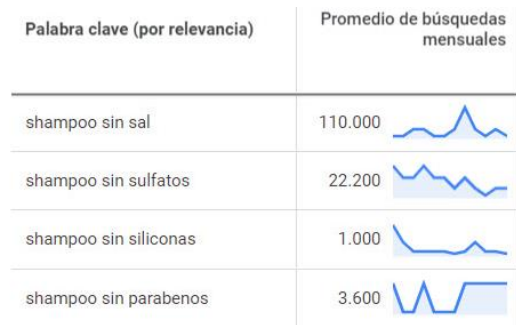 Palabra clave (por relevancia)
Promedio de búsquedas
mensuales
shampoo sin sal 110.000
shampoo sin sulfatos 22.200
shampoo sin siliconas 1.000
shampoo sin parabenos 3.600